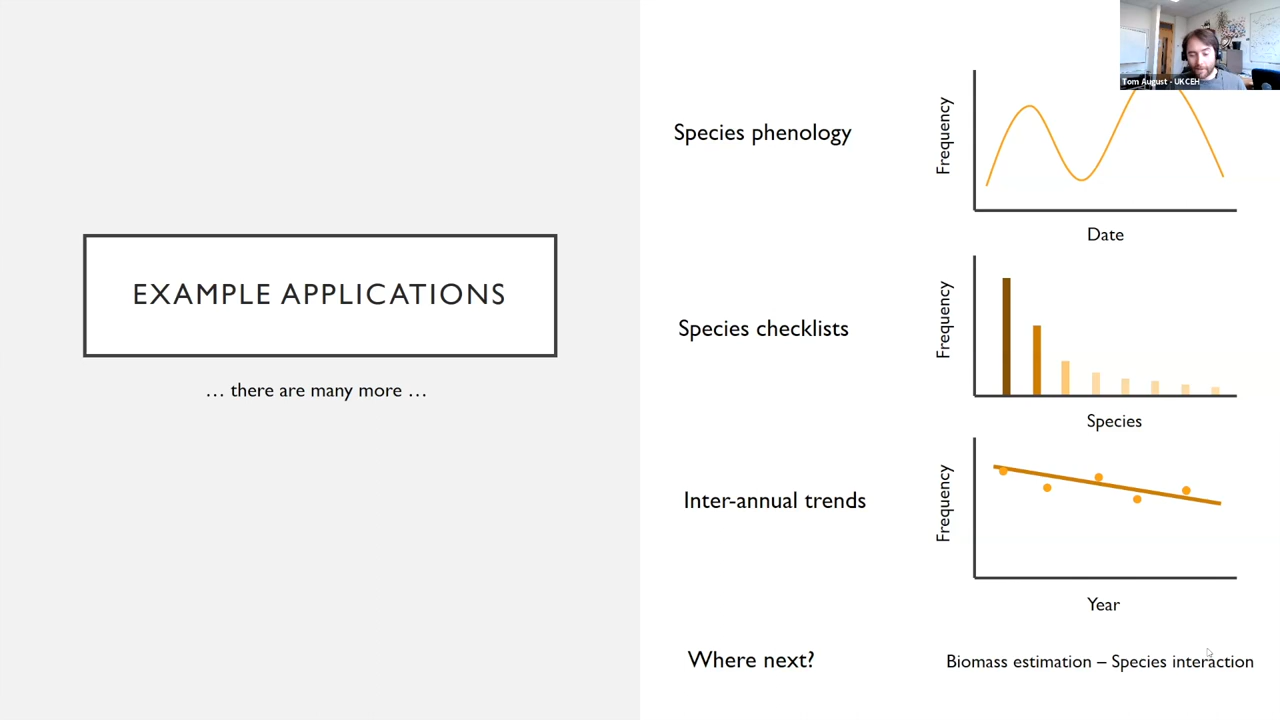 EXAMPLE APPLICATIONS
... there are many more ...
Tom August - UKCEH
Species phenology
Frequency
Date
Species checklists
Frequency
Species
Inter-annual trends
Frequency
Year
Where next?
Biomass estimation – Species interaction